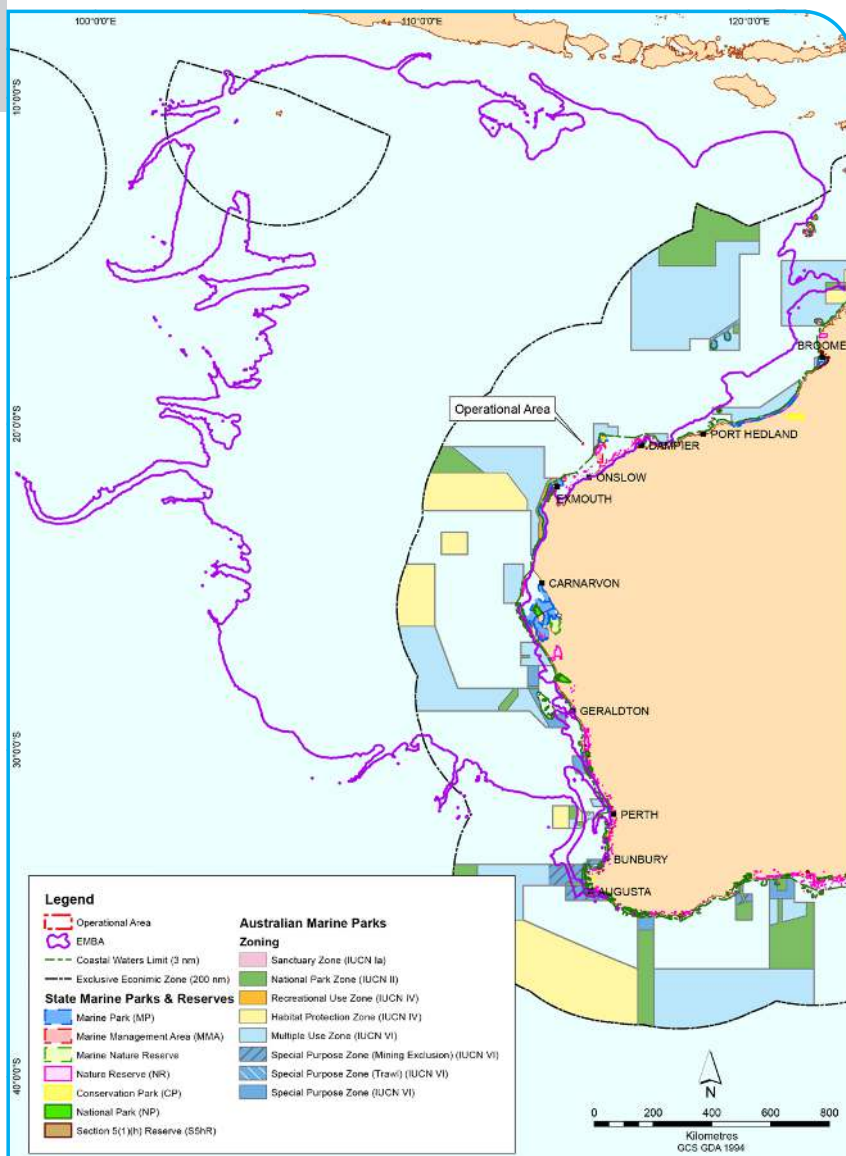 100°0'0"E
110°0'0"E
120°0'0"E
10°0'0"S
20°0'0"S
30°0'0"S
40°0'0"S
BROOME
Operational Area
PORT HEDLAND
DAMPIER
ONSLOW
EXMOUTH
CARNARVON
GERALDTON
PERTH
BUNBURY
AUGUSTA
Legend
Operational Area
EMBA
Coastal Waters Limit (3 nm)
Exclusive Econimic Zone (200 nm)
State Marine Parks & Reserves
Marine Park (MP)
Marine Management Area (MMA)
Marine Nature Reserve
Nature Reserve (NR)
Conservation Park (CP)
National Park (NP)
Section 5(1)(h) Reserve (S5hR)
Australian Marine Parks
Zoning
Sanctuary Zone (IUCN Ia)
National Park Zone (IUCN II)
Recreational Use Zone (IUCN IV)
Habitat Protection Zone (IUCN IV)
Multiple Use Zone (IUCN VI)
Special Purpose Zone (Mining Exclusion) (IUCN VI)
Special Purpose Zone (Trawl) (IUCN VI)
Special Purpose Zone (IUCN VI)
N
0 200 400 600 800
Kilometres
GCS GDA 1994